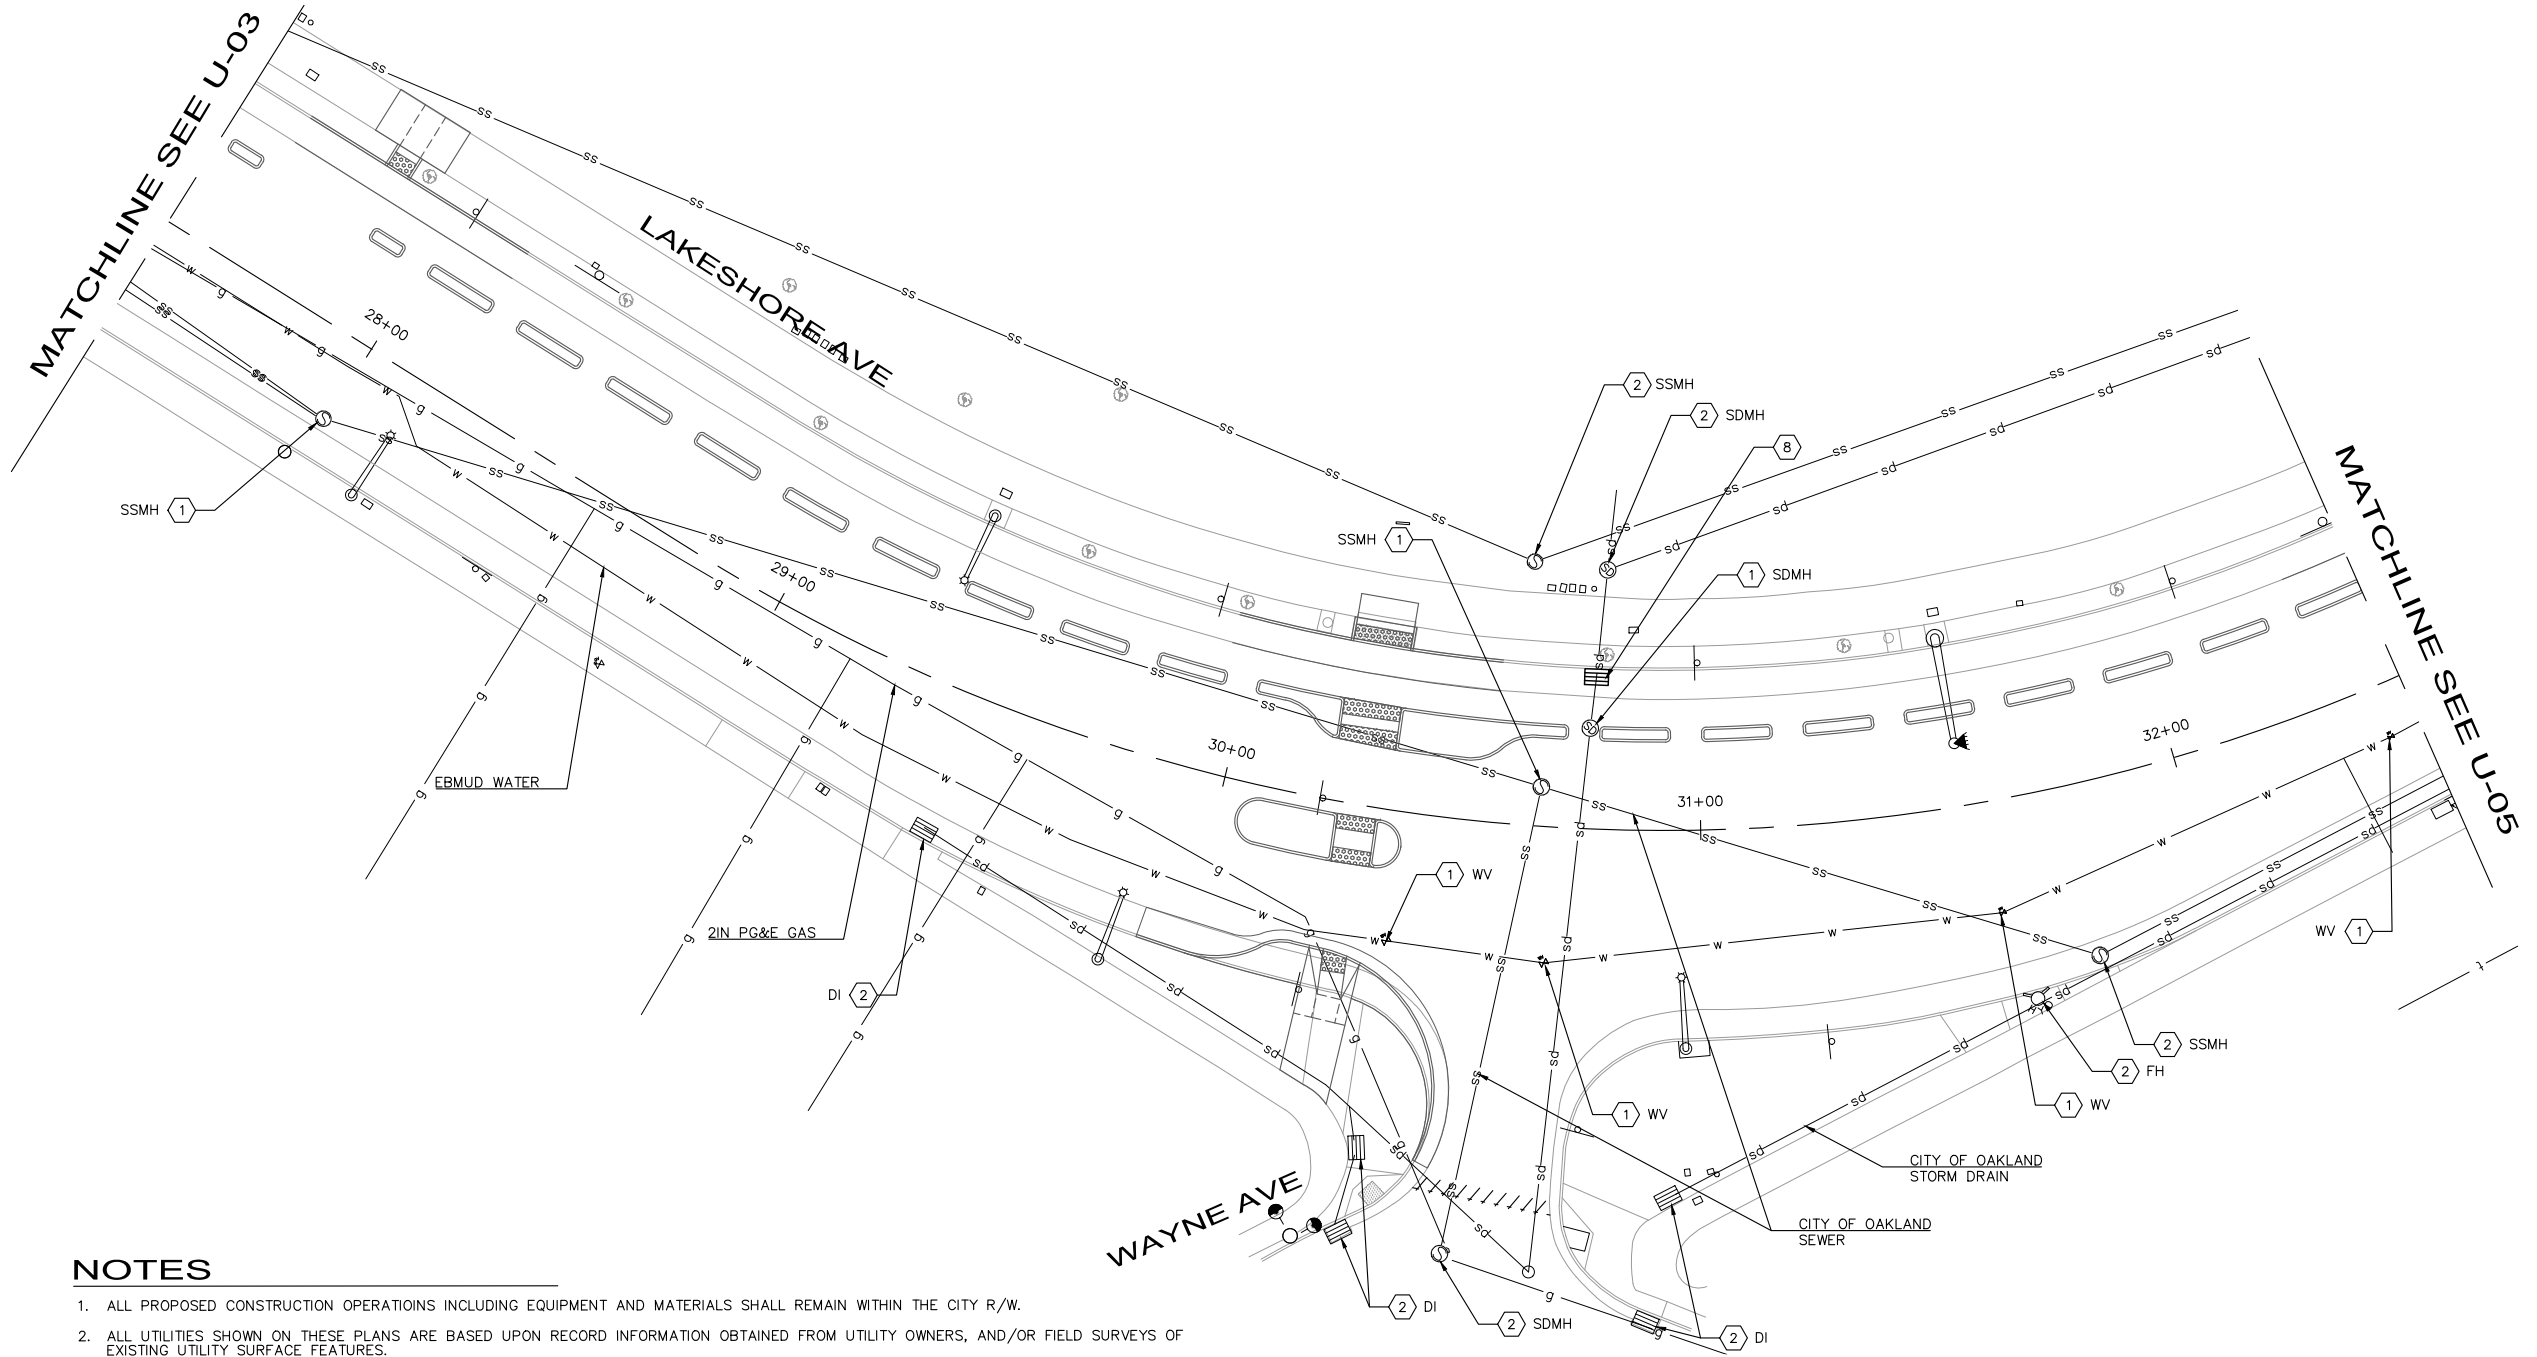 MATCHLINE SEE U-03
LAKESHORE AVE
28+00
29+00
30+00
31+00
32+00
MATCHLINE SEE U-05
2 SSMH
2 SDMH
8
SSMH 1
1 SDMH
SSMH 1
EBMUD WATER
2IN PG&E GAS
DI 2
1 WV
WV 1
2 SSMH
2 FH
1 WV
1 WV
CITY OF OAKLAND
STORM DRAIN
CITY OF OAKLAND
SEWER
WAYNE AVE
2 DI
2 SDMH
2 DI
NOTES
1. ALL PROPOSED CONSTRUCTION OPERATIOINS INCLUDING EQUIPMENT AND MATERIALS SHALL REMAIN WITHIN THE CITY R/W.
2. ALL UTILITIES SHOWN ON THESE PLANS ARE BASED UPON RECORD INFORMATION OBTAINED FROM UTILITY OWNERS, AND/OR FIELD SURVEYS OF
EXISTING UTILITY SURFACE FEATURES.